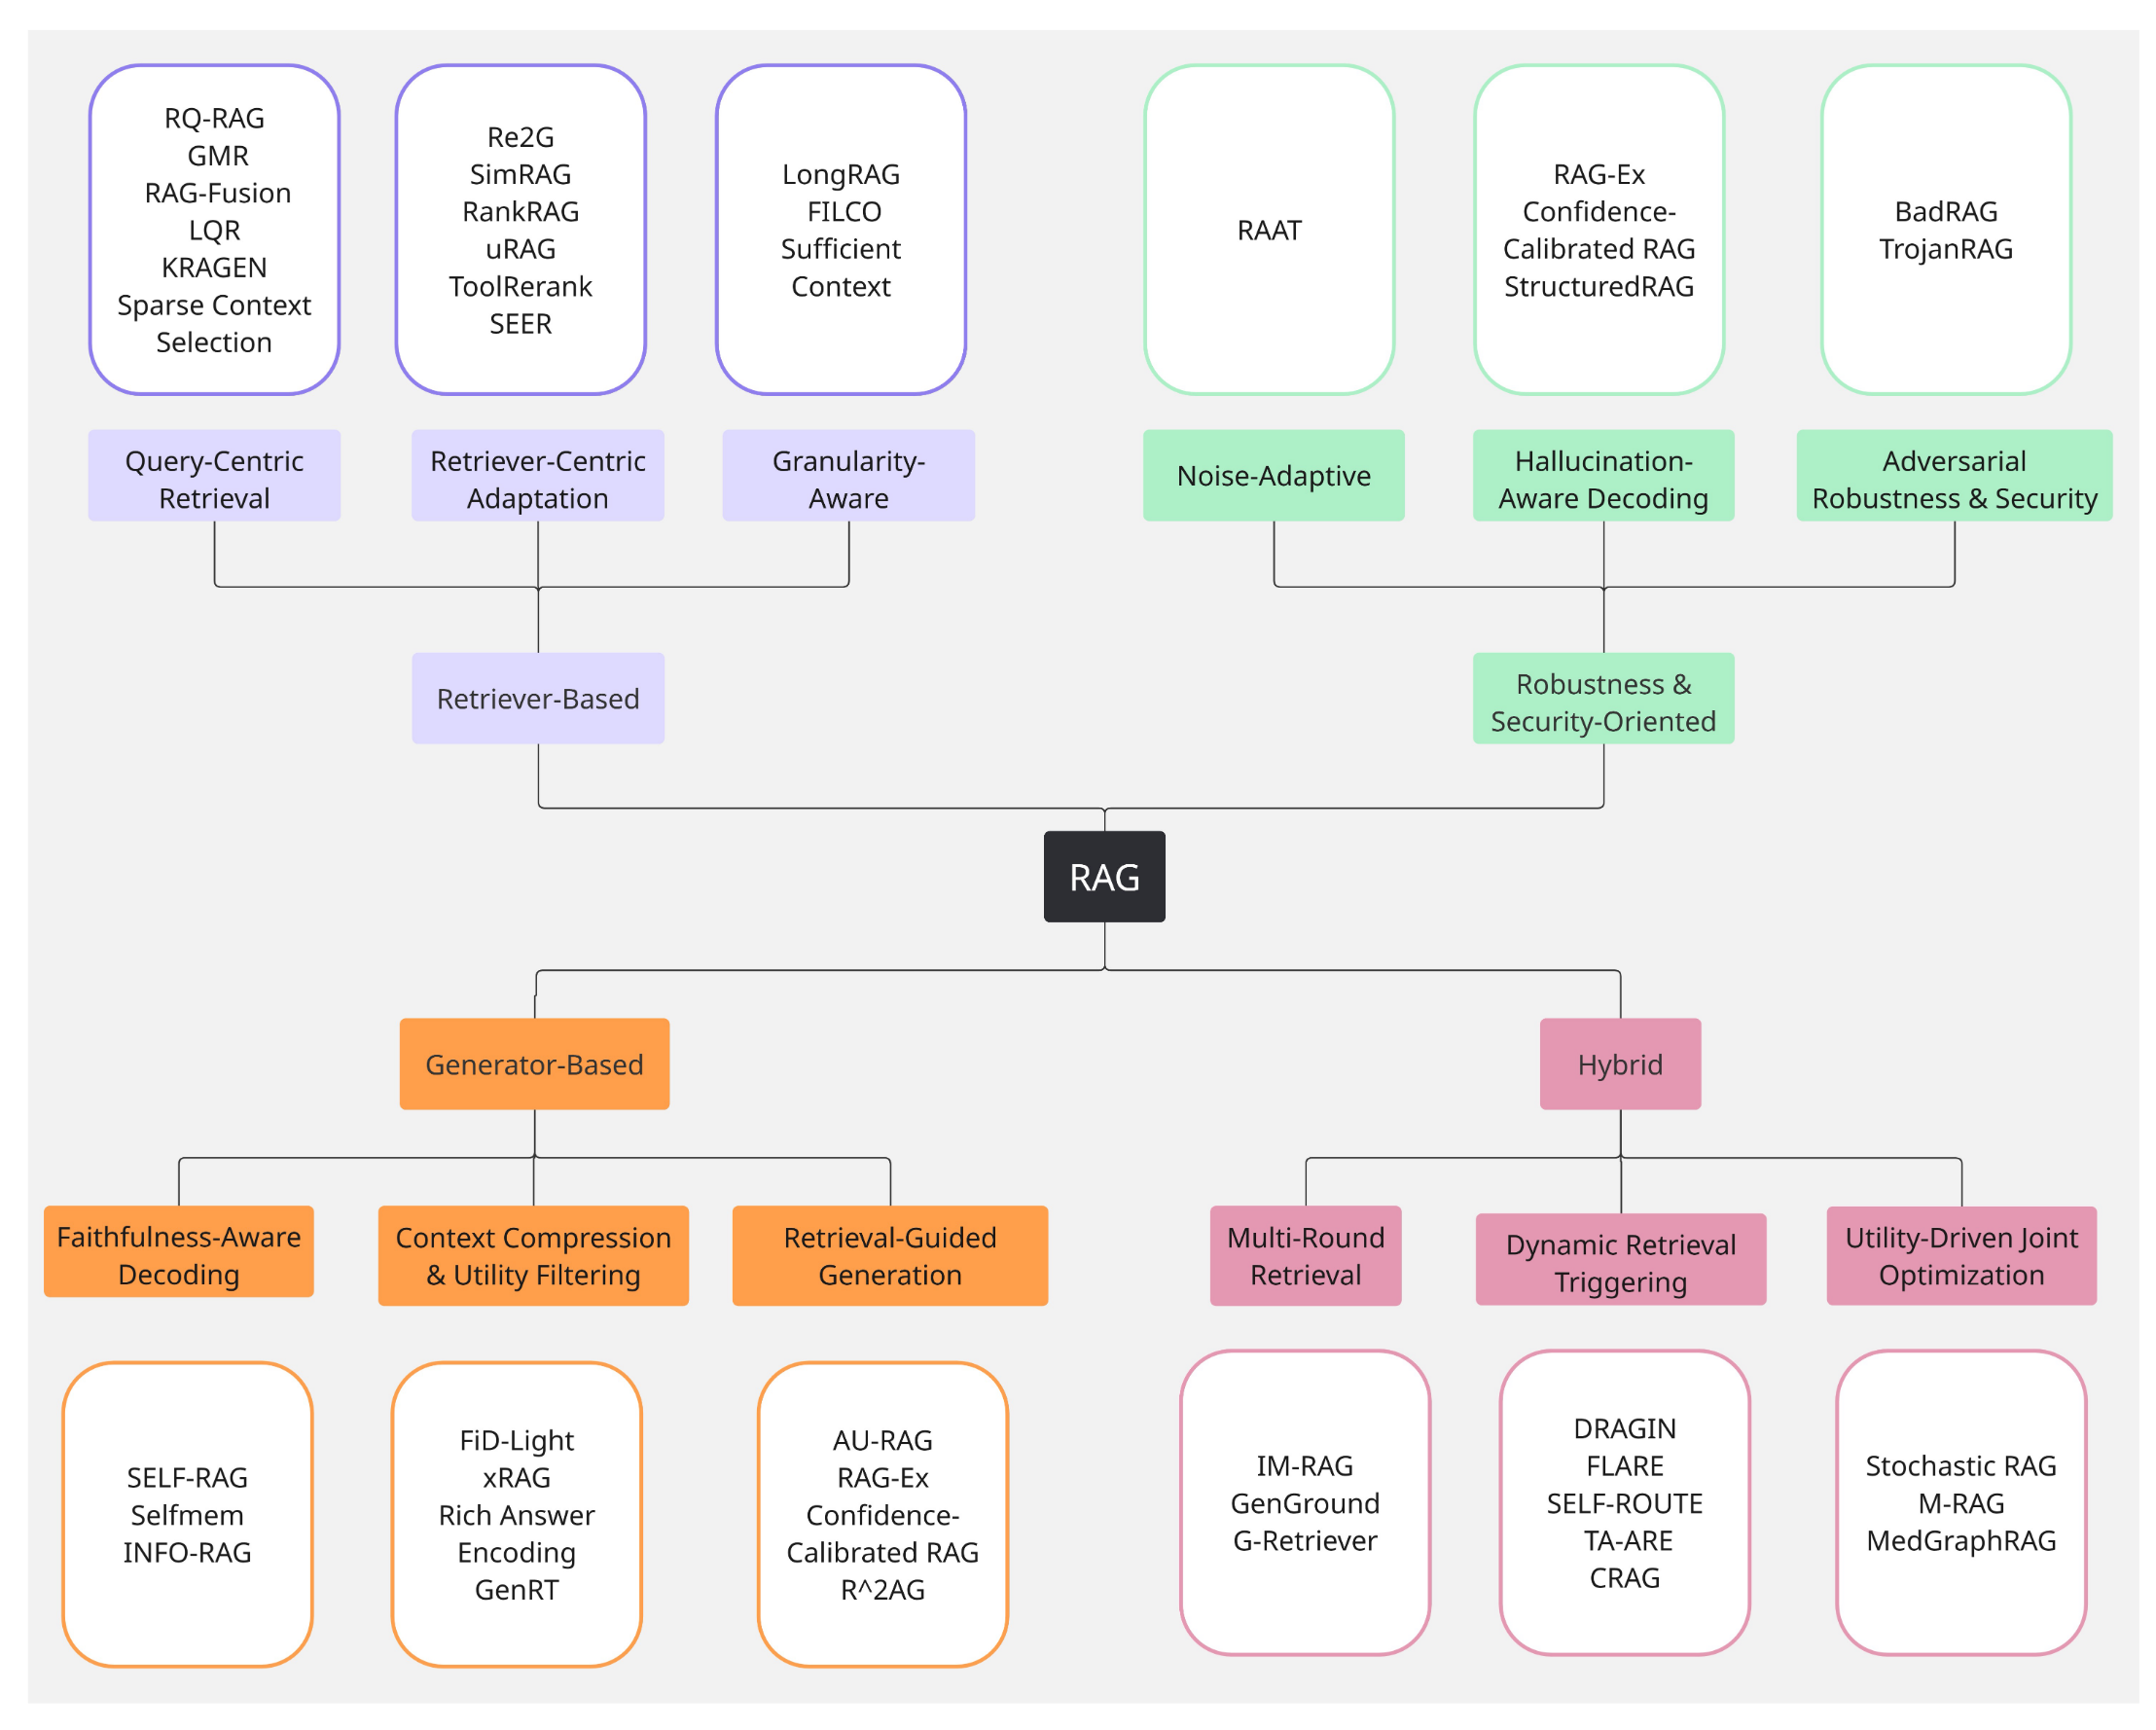 RQ-RAG
GMR
RAG-Fusion
LQR
KRAGEN
Sparse Context
Selection
Re2G
SimRAG
RankRAG
uRAG
ToolRerank
SEER
LongRAG
FILCO
Sufficient
Context
RAAT
RAG-Ex
Confidence-
Calibrated RAG
StructuredRAG
BadRAG
TrojanRAG
Query-Centric
Retrieval
Retriever-Centric
Adaptation
Granularity-
Aware
Noise-Adaptive
Hallucination-
Aware Decoding
Adversarial
Robustness & Security
Retriever-Based
Robustness &
Security-Oriented
RAG
Generator-Based
Hybrid
Faithfulness-Aware
Decoding
Context Compression
& Utility Filtering
Retrieval-Guided
Generation
Multi-Round
Retrieval
Dynamic Retrieval
Triggering
Utility-Driven Joint
Optimization
SELF-RAG
Selfmem
INFO-RAG
FiD-Light
xRAG
Rich Answer
Encoding
GenRT
AU-RAG
RAG-Ex
Confidence-
Calibrated RAG
R^2AG
IM-RAG
GenGround
G-Retriever
DRAGIN
FLARE
SELF-ROUTE
TA-ARE
CRAG
Stochastic RAG
M-RAG
MedGraphRAG